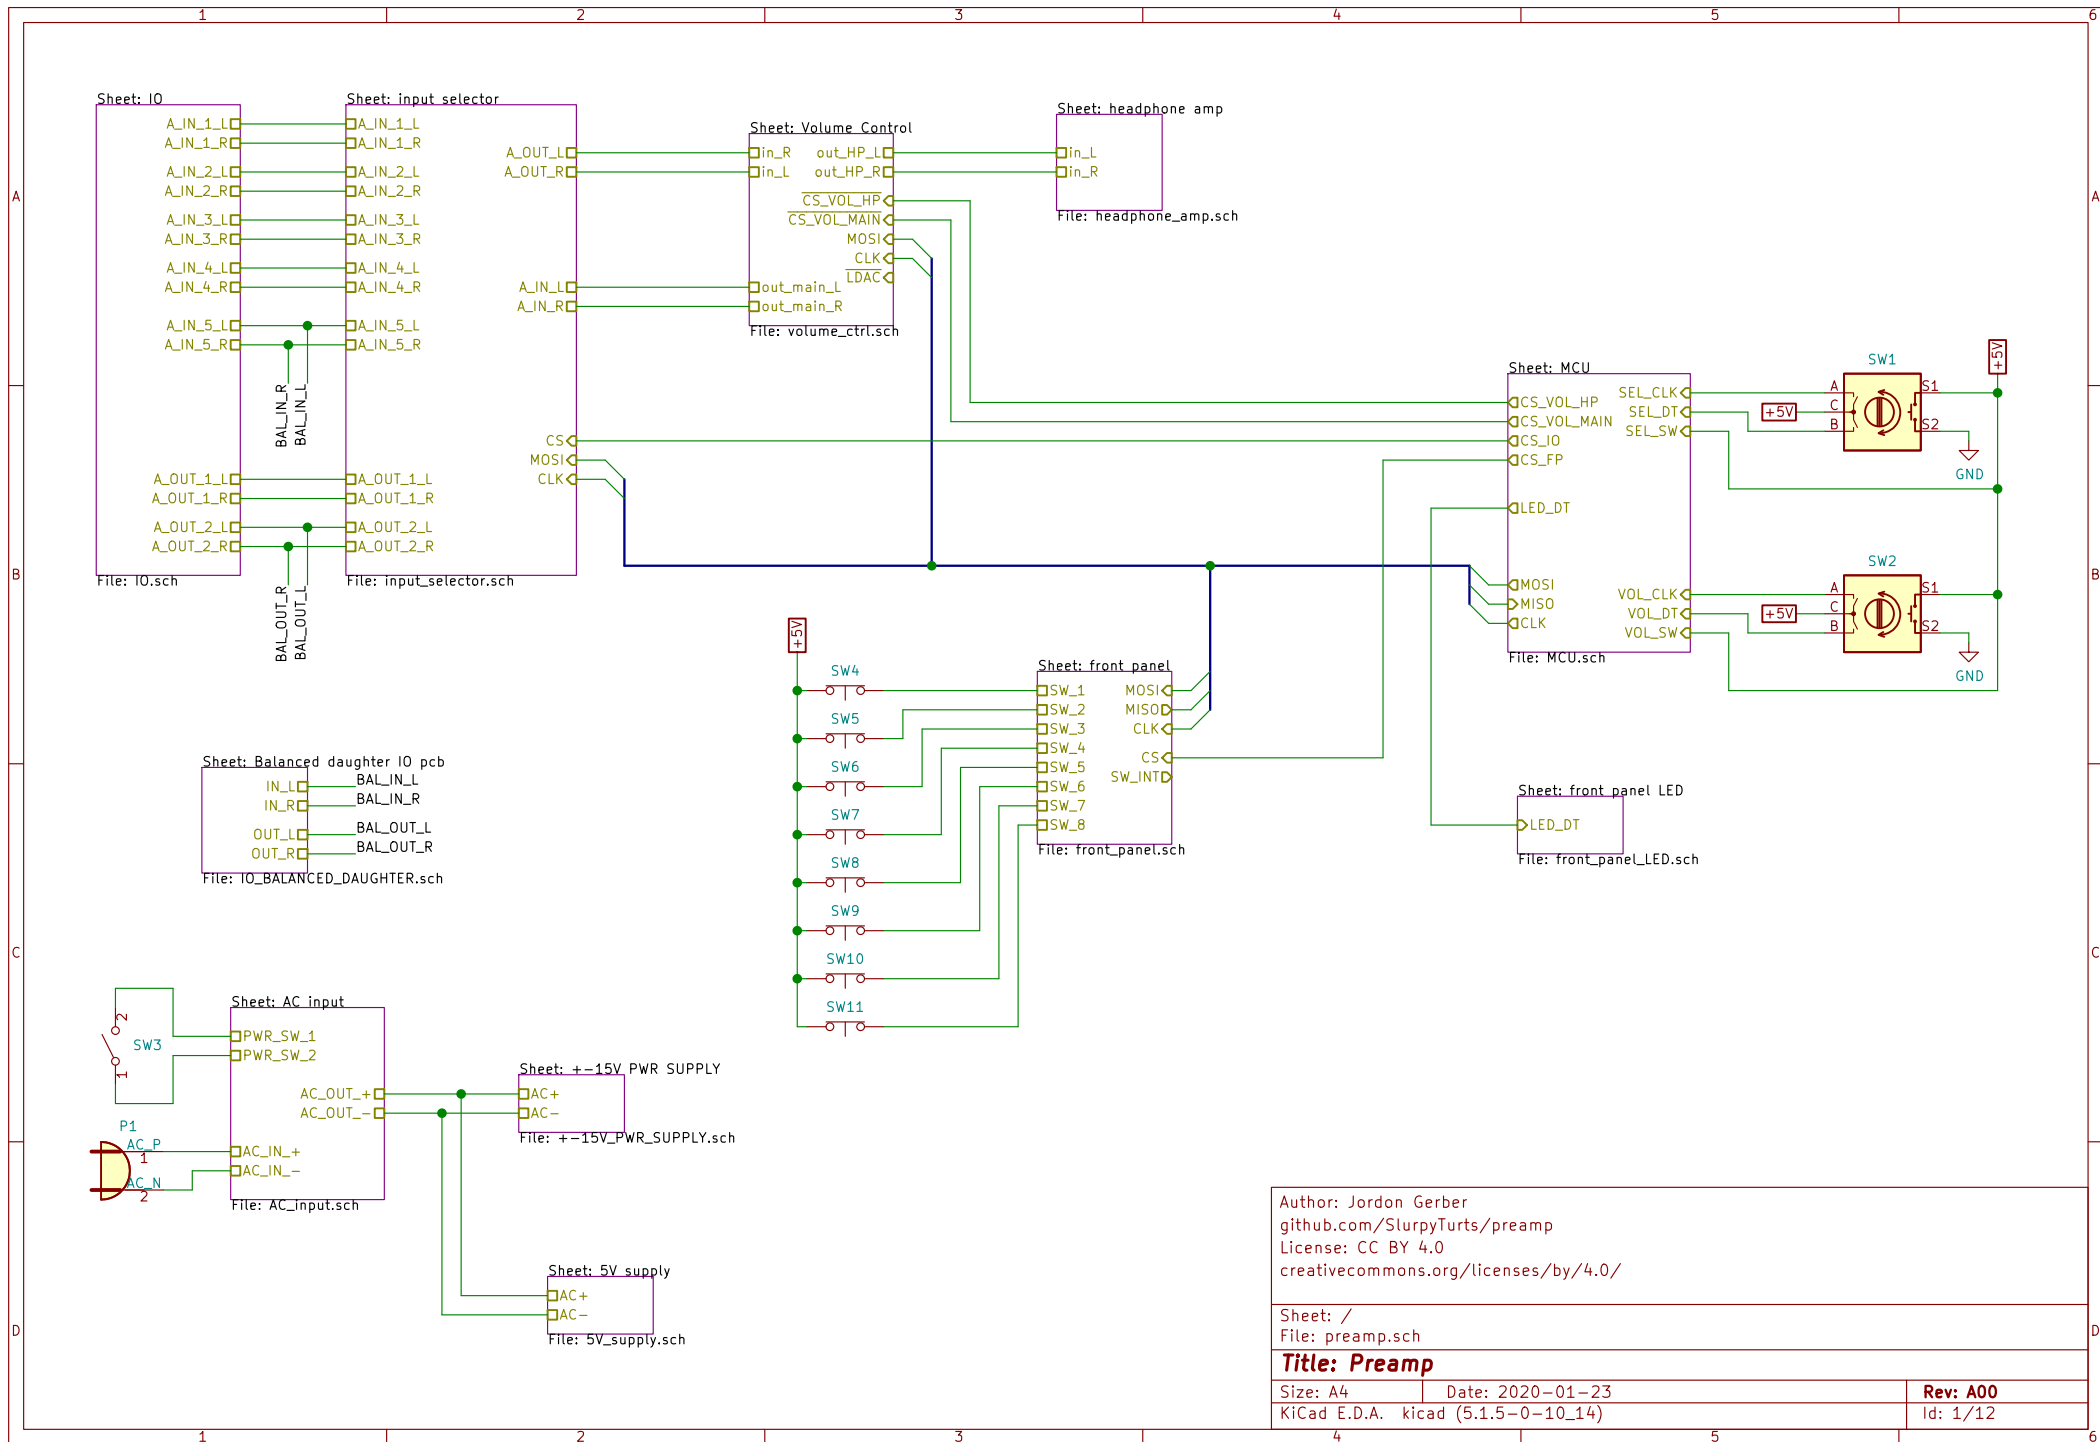 1 2 3 4 5 6
A
B
C
D
A
B
C
D
1 2 3 4 5 6
Sheet: IO
A_IN_1_L
A_IN_1_R
A_IN_2_L
A_IN_2_R
A_IN_3_L
A_IN_3_R
A_IN_4_L
A_IN_4_R
A_IN_5_L
A_IN_5_R
A_OUT_1_L
A_OUT_1_R
A_OUT_2_L
A_OUT_2_R
File: IO.sch
BAL_IN_R
BAL_IN_L
BAL_OUT_R
BAL_OUT_L
Sheet: input selector
A_IN_1_L
A_IN_1_R
A_IN_2_L
A_IN_2_R
A_IN_3_L
A_IN_3_R
A_IN_4_L
A_IN_4_R
A_IN_5_L
A_IN_5_R
A_OUT_1_L
A_OUT_1_R
A_OUT_2_L
A_OUT_2_R
A_OUT_L
A_OUT_R
A_IN_L
A_IN_R
CS
MOSI
CLK
File: input_selector.sch
Sheet: Volume Control
in_R
in_L
out_HP_L
out_HP_R
CS_VOL_HP
CS_VOL_MAIN
MOSI
CLK
LDAC
out_main_L
out_main_R
File: volume_ctrl.sch
Sheet: headphone amp
in_L
in_R
File: headphone_amp.sch
Sheet: MCU
CS_VOL_HP
CS_VOL_MAIN
CS_IO
CS_FP
LED_DT
MOSI
MISO
CLK
SEL_CLK
SEL_DT
SEL_SW
VOL_CLK
VOL_DT
VOL_SW
File: MCU.sch
SW1
A
C
B
S1
S2
+5V
+5V
GND
SW2
A
C
B
S1
S2
+5V
GND
+5V
SW4
SW5
SW6
SW7
SW8
SW9
SW10
SW11
Sheet: front panel
SW_1
SW_2
SW_3
SW_4
SW_5
SW_6
SW_7
SW_8
MOSI
MISO
CLK
CS
SW_INT
File: front_panel.sch
Sheet: front panel LED
LED_DT
File: front_panel_LED.sch
Sheet: Balanced daughter IO pcb
IN_L
IN_R
OUT_L
OUT_R
BAL_IN_L
BAL_IN_R
BAL_OUT_L
BAL_OUT_R
File: IO_BALANCED_DAUGHTER.sch
Sheet: AC input
PWR_SW_1
PWR_SW_2
AC_OUT_+
AC_OUT_-
AC_IN_+
AC_IN_-
File: AC_input.sch
2
SW3
1
P1
AC_P
1
AC_N
2
Sheet: +-15V PWR SUPPLY
AC+
AC-
File: +-15V_PWR_SUPPLY.sch
Sheet: 5V supply
AC+
AC-
File: 5V_supply.sch
Author: Jordon Gerber
github.com/SlurpyTurts/preamp
License: CC BY 4.0
creativecommons.org/licenses/by/4.0/
Sheet: /
File: preamp.sch
Title: Preamp
Size: A4 Date: 2020-01-23 Rev: A00
KiCad E.D.A. kicad (5.1.5-0-10_14) Id: 1/12